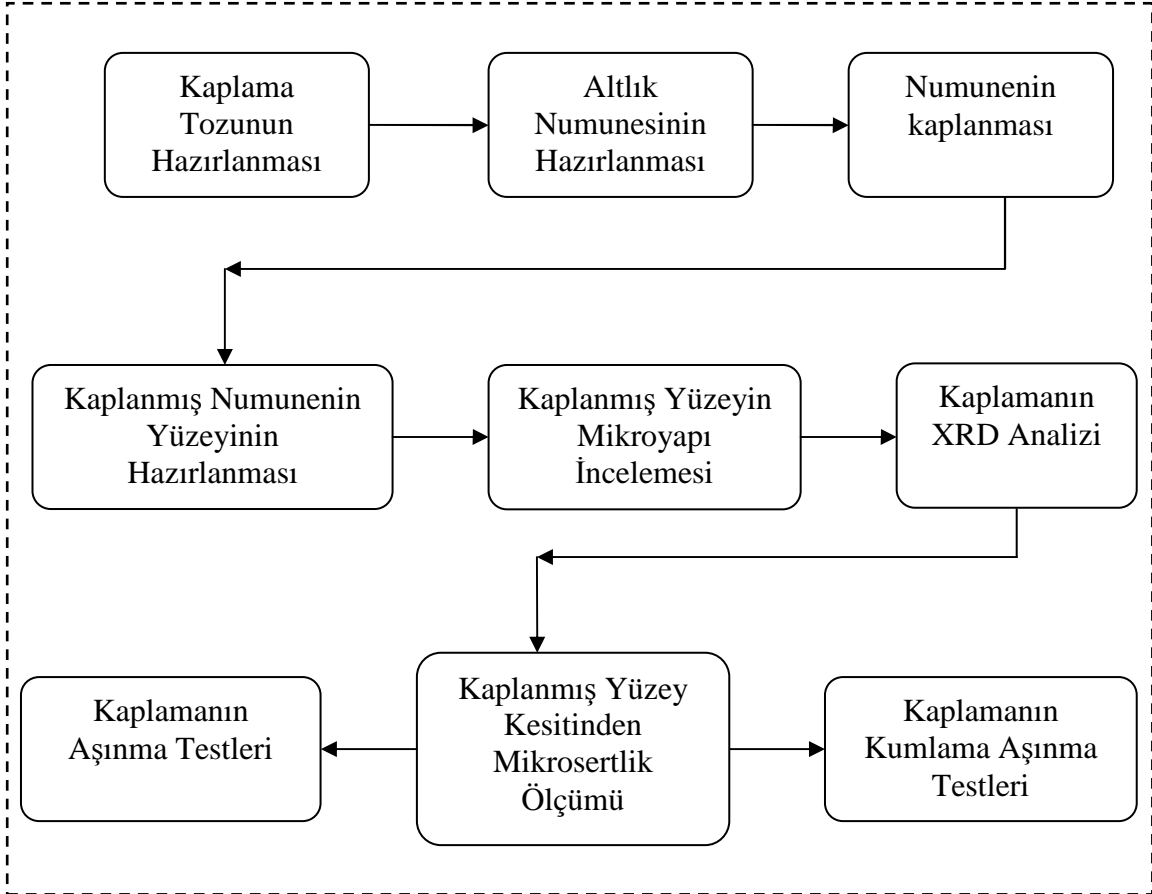 Kaplama
Tozunun
Hazırlanması
Altlık
Numunesinin
Hazırlanması
Numunenin
kaplanması
Kaplanmış Numunenin
Yüzeyinin
Hazırlanması
Kaplanmış Yüzeyin
Mikroyapı
İncelemesi
Kaplamanın
XRD Analizi
Kaplamanın
Aşınma Testleri
Kaplanmış Yüzey
Kesitinden
Mikrosertlik
Ölçümü
Kaplamanın
Kumlama Aşınma
Testleri